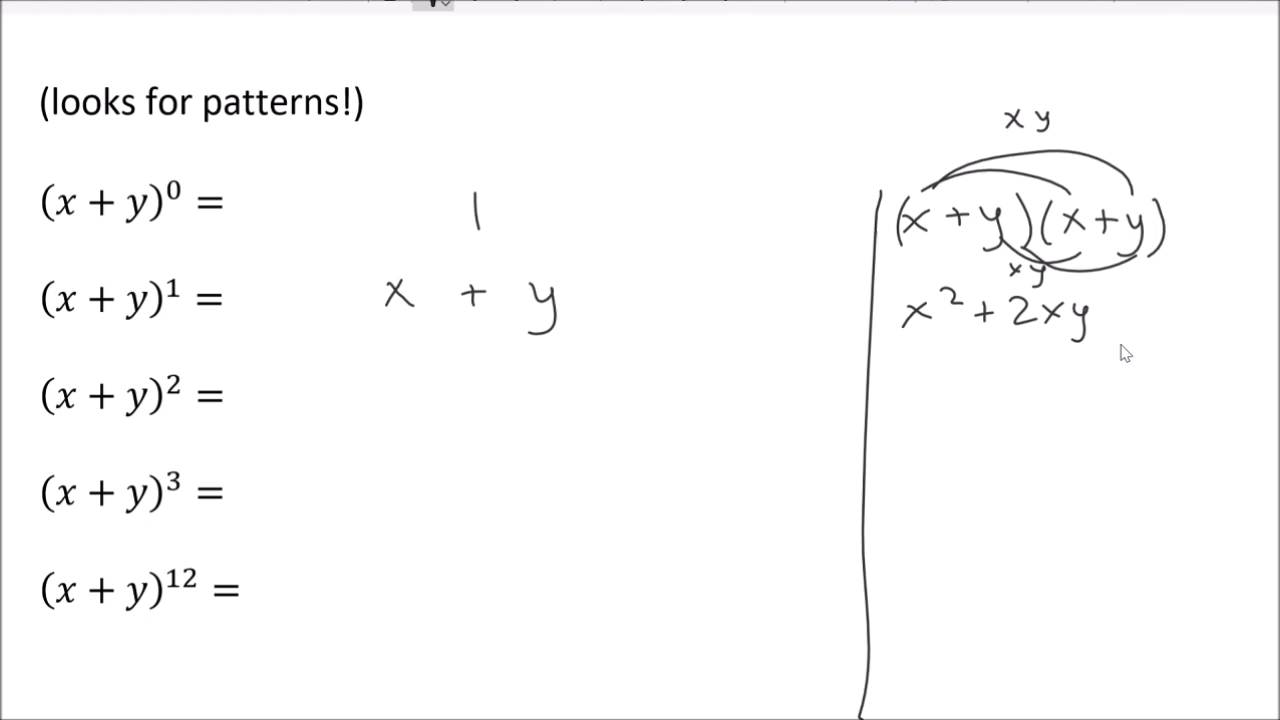 (looks for patterns!)
(x + y)⁰ = 1
(x + y)¹ = x + y
(x + y)² =
(x + y)³ =
(x + y)¹² =
xy
(x + y)(x + y)
xy
x² + 2xy